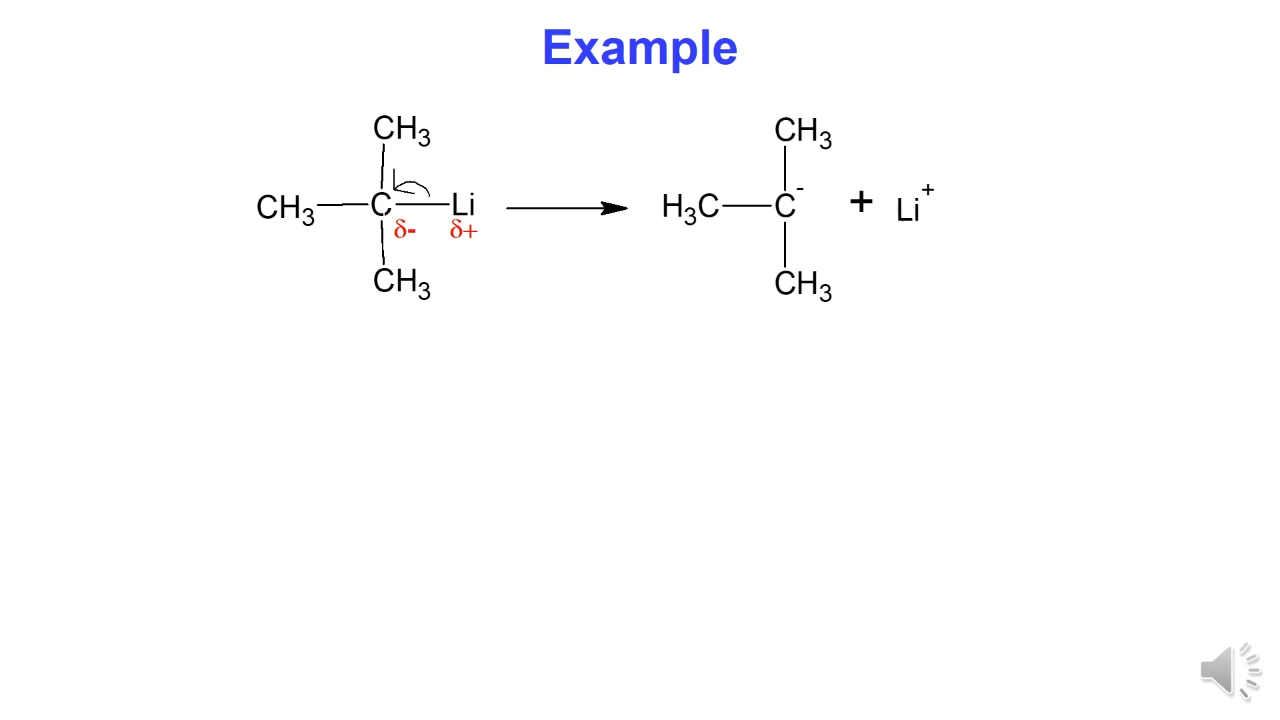 Example
CH3 CH3
CH3 C Li H3C C- + Li+
δ- δ+
CH3 CH3